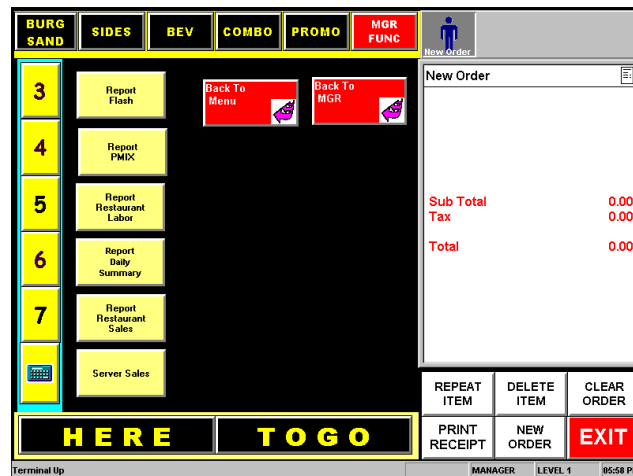 BURG
SAND
SIDES
BEV
COMBO
PROMO
MGR
FUNC
New Order
3
Report
Flash
Back To
Menu
Back To
MGR
New Order
4
Report
PMIX
5
Report
Restaurant
Labor
Sub Total 0.00
Tax 0.00
6
Report
Daily
Summary
Total 0.00
7
Report
Restaurant
Sales
Server Sales
REPEAT
ITEM
DELETE
ITEM
CLEAR
ORDER
HERE
TOGO
PRINT
RECEIPT
NEW
ORDER
EXIT
Terminal Up
MANAGER
LEVEL 1
05:58 P